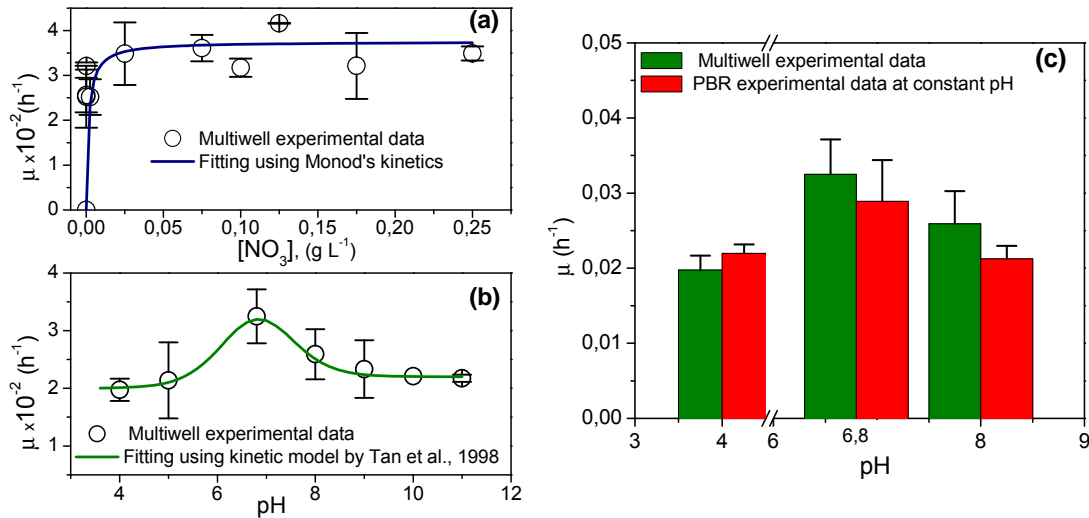 (a)
4
3
2
1
0
μ x10⁻² (h⁻¹)
Multiwell experimental data
Fitting using Monod's kinetics
0,00 0,05 0,10 0,15 0,20 0,25
[NO₃], (g L⁻¹)
(b)
4
3
2
1
μ x10⁻² (h⁻¹)
Multiwell experimental data
Fitting using kinetic model by Tan et al., 1998
4 6 8 10 12
pH
(c)
Multiwell experimental data
PBR experimental data at constant pH
0,05
0,04
0,03
0,02
0,01
0,00
μ (h⁻¹)
3 4 6 6,8 8 9
pH